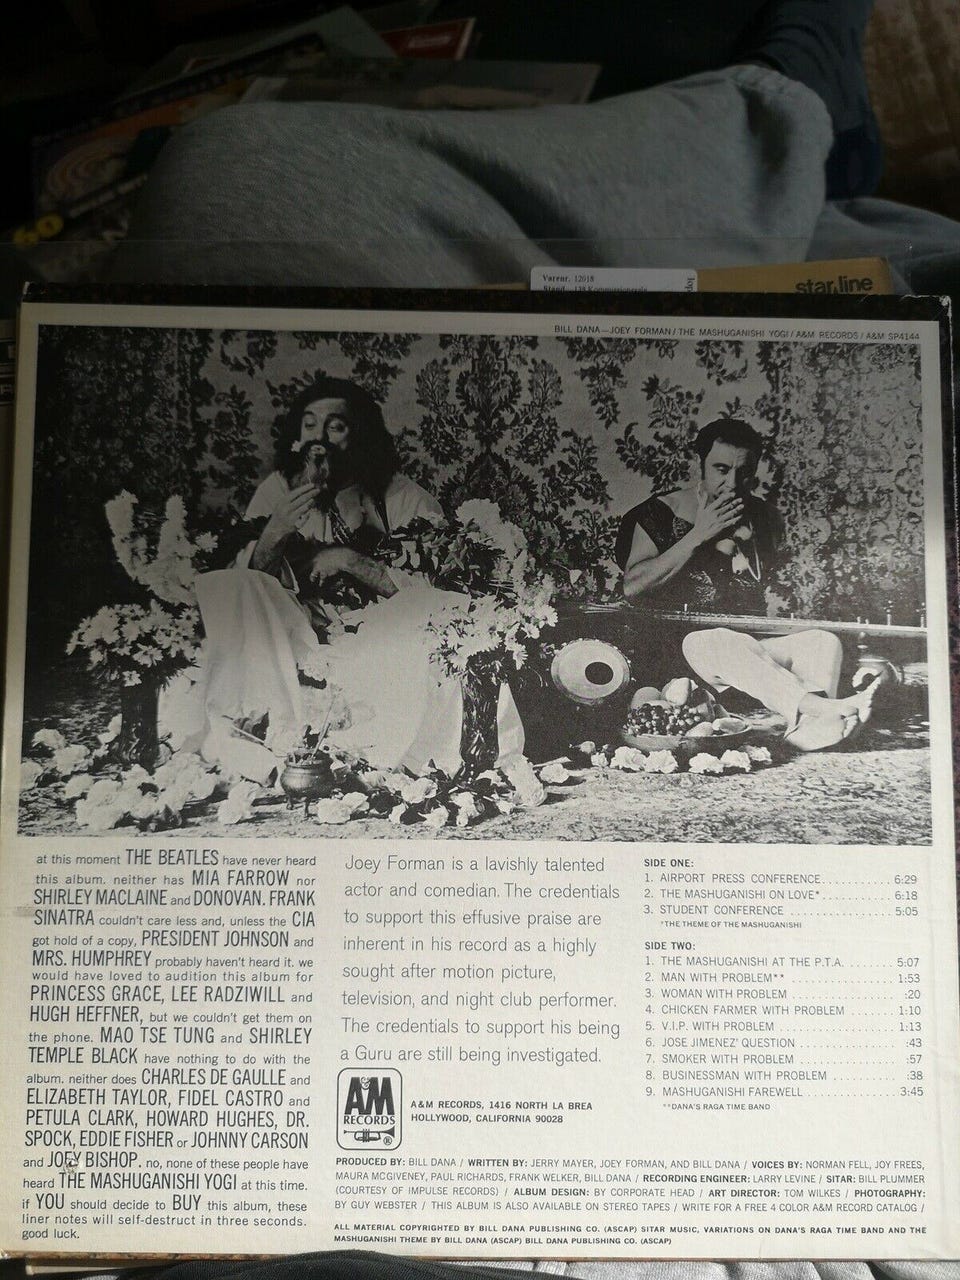 Varenr. 12018
star.line
BILL DANA—JOEY FORMAN / THE MASHUGANISHI YOGI / A&M RECORDS / A&M SP4144
at this moment THE BEATLES have never heard
this album. neither has MIA FARROW nor
SHIRLEY MACLAINE and DONOVAN. FRANK
SINATRA couldn't care less and, unless the CIA
got hold of a copy, PRESIDENT JOHNSON and
MRS. HUMPHREY probably haven't heard it. we
would have loved to audition this album for
PRINCESS GRACE, LEE RADZIWILL and
HUGH HEFFNER, but we couldn't get them on
the phone. MAO TSE TUNG and SHIRLEY
TEMPLE BLACK have nothing to do with the
album. neither does CHARLES DE GAULLE and
ELIZABETH TAYLOR, FIDEL CASTRO and
PETULA CLARK, HOWARD HUGHES, DR.
SPOCK, EDDIE FISHER or JOHNNY CARSON
and JOEY BISHOP. no, none of these people have
heard THE MASHUGANISHI YOGI at this time.
if YOU should decide to BUY this album, these
liner notes will self-destruct in three seconds.
good luck.
Joey Forman is a lavishly talented
actor and comedian. The credentials
to support this effusive praise are
inherent in his record as a highly
sought after motion picture,
television, and night club performer.
The credentials to support his being
a Guru are still being investigated.
A&M
RECORDS
®
A&M RECORDS, 1416 NORTH LA BREA
HOLLYWOOD, CALIFORNIA 90028
SIDE ONE:
1. AIRPORT PRESS CONFERENCE........... 6:29
2. THE MASHUGANISHI ON LOVE* ........... 6:18
3. STUDENT CONFERENCE ............... 5:05
*THE THEME OF THE MASHUGANISHI
SIDE TWO:
1. THE MASHUGANISHI AT THE P.T.A. ....... 5:07
2. MAN WITH PROBLEM** ................ 1:53
3. WOMAN WITH PROBLEM ............... :20
4. CHICKEN FARMER WITH PROBLEM ...... 1:10
5. V.I.P. WITH PROBLEM ................. 1:13
6. JOSE JIMENEZ' QUESTION .............. :43
7. SMOKER WITH PROBLEM ............... :57
8. BUSINESSMAN WITH PROBLEM .......... :38
9. MASHUGANISHI FAREWELL ............. 3:45
**DANA'S RAGA TIME BAND
PRODUCED BY: BILL DANA / WRITTEN BY: JERRY MAYER, JOEY FORMAN, AND BILL DANA / VOICES BY: NORMAN FELL, JOY FREES,
MAURA MCGIVENEY, PAUL RICHARDS, FRANK WELKER, BILL DANA / RECORDING ENGINEER: LARRY LEVINE / SITAR: BILL PLUMMER
(COURTESY OF IMPULSE RECORDS) / ALBUM DESIGN: BY CORPORATE HEAD / ART DIRECTOR: TOM WILKES / PHOTOGRAPHY:
BY GUY WEBSTER / THIS ALBUM IS ALSO AVAILABLE ON STEREO TAPES / WRITE FOR A FREE 4 COLOR A&M RECORD CATALOG /
ALL MATERIAL COPYRIGHTED BY BILL DANA PUBLISHING CO. (ASCAP) SITAR MUSIC, VARIATIONS ON DANA'S RAGA TIME BAND AND THE
MASHUGANISHI THEME BY BILL DANA (ASCAP) BILL DANA PUBLISHING CO. (ASCAP)